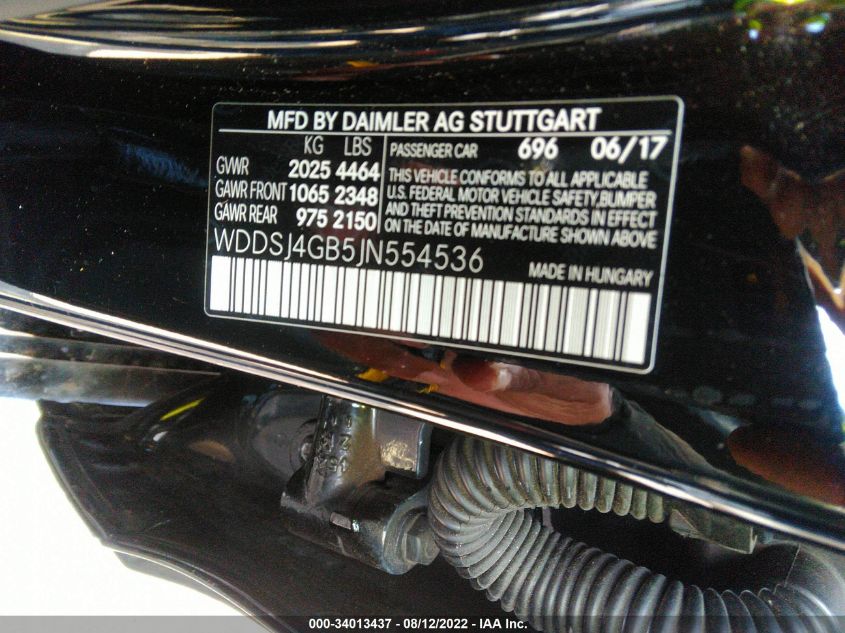 MFD BY DAIMLER AG STUTTGART
KG LBS
GVWR 2025 4464
GAWR FRONT 1065 2348
GAWR REAR 975 2150
PASSENGER CAR 696 06/17
THIS VEHICLE CONFORMS TO ALL APPLICABLE
U.S. FEDERAL MOTOR VEHICLE SAFETY, BUMPER
AND THEFT PREVENTION STANDARDS IN EFFECT
ON THE DATE OF MANUFACTURE SHOWN ABOVE
WDDSJ4GB5JN554536
MADE IN HUNGARY
000-34013437 - 08/12/2022 - IAA Inc.